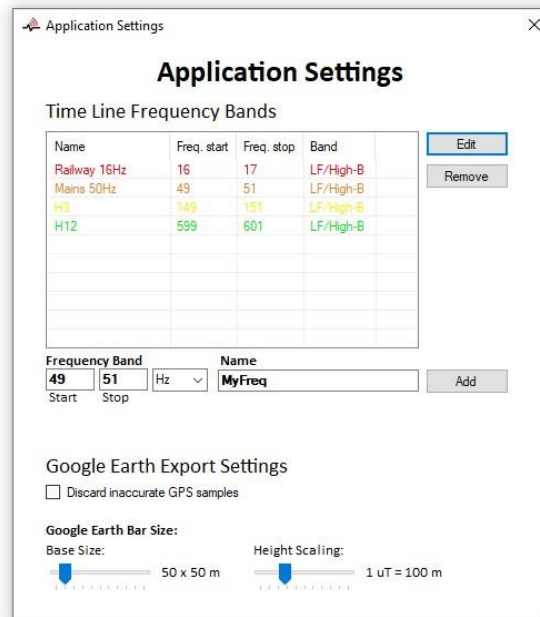 Application Settings
Application Settings
Time Line Frequency Bands
Name Freq. start Freq. stop Band
Railway 16Hz 16 17 LF/High-B
Mains 50Hz 49 51 LF/High-B
H3 149 151 LF/High-B
H12 599 601 LF/High-B
Edit
Remove
Frequency Band Name
49 51 Hz MyFreq Add
Start Stop
Google Earth Export Settings
Discard inaccurate GPS samples
Google Earth Bar Size:
Base Size: Height Scaling:
50 x 50 m 1 uT = 100 m